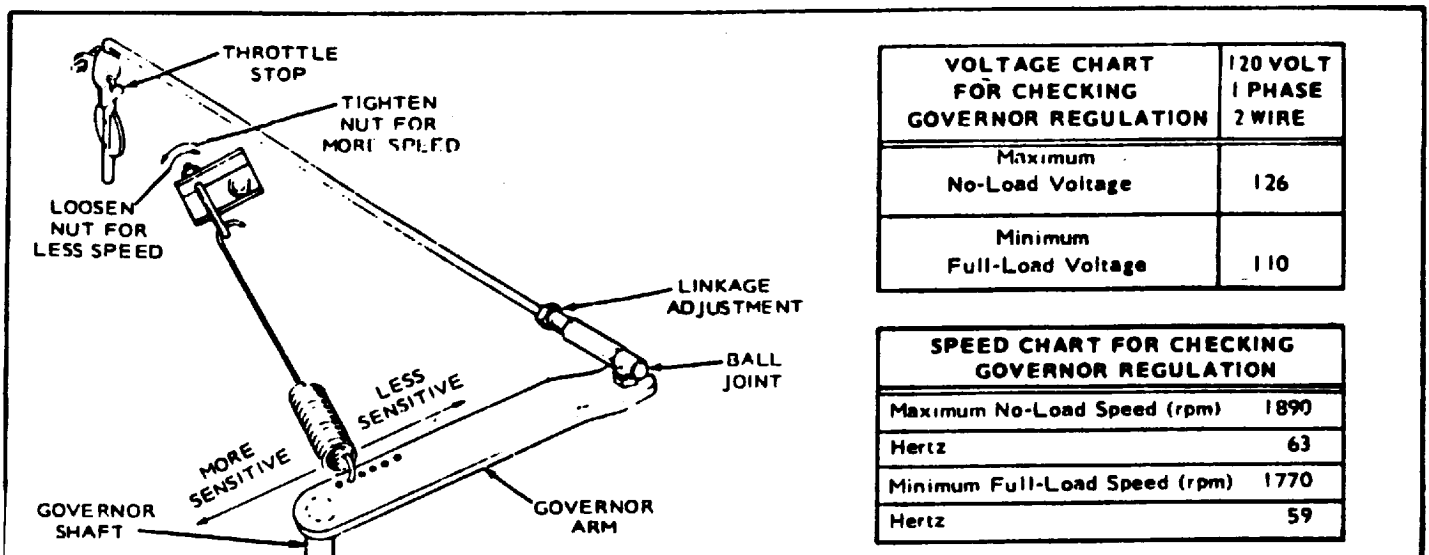 THROTTLE
STOP
TIGHTEN
NUT FOR
MORE SPEED
LOOSEN
NUT FOR
LESS SPEED
LINKAGE
ADJUSTMENT
BALL
JOINT
LESS
SENSITIVE
MORE
SENSITIVE
GOVERNOR
SHAFT
GOVERNOR
ARM
VOLTAGE CHART
FOR CHECKING
GOVERNOR REGULATION
120 VOLT
1 PHASE
2 WIRE
Maximum
No-Load Voltage 126
Minimum
Full-Load Voltage 110
SPEED CHART FOR CHECKING
GOVERNOR REGULATION
Maximum No-Load Speed (rpm) 1890
Hertz 63
Minimum Full-Load Speed (rpm) 1770
Hertz 59